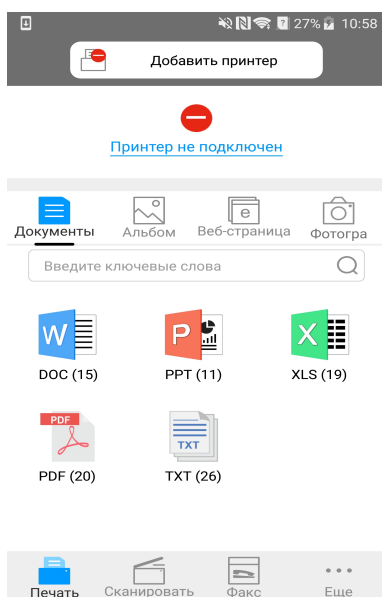 27% 10:58
Добавить принтер
Принтер не подключен
Документы Альбом Веб-страница Фотогра
Введите ключевые слова
DOC (15) PPT (11) XLS (19)
PDF
TXT
PDF (20) TXT (26)
Печать Сканировать Факс Еще